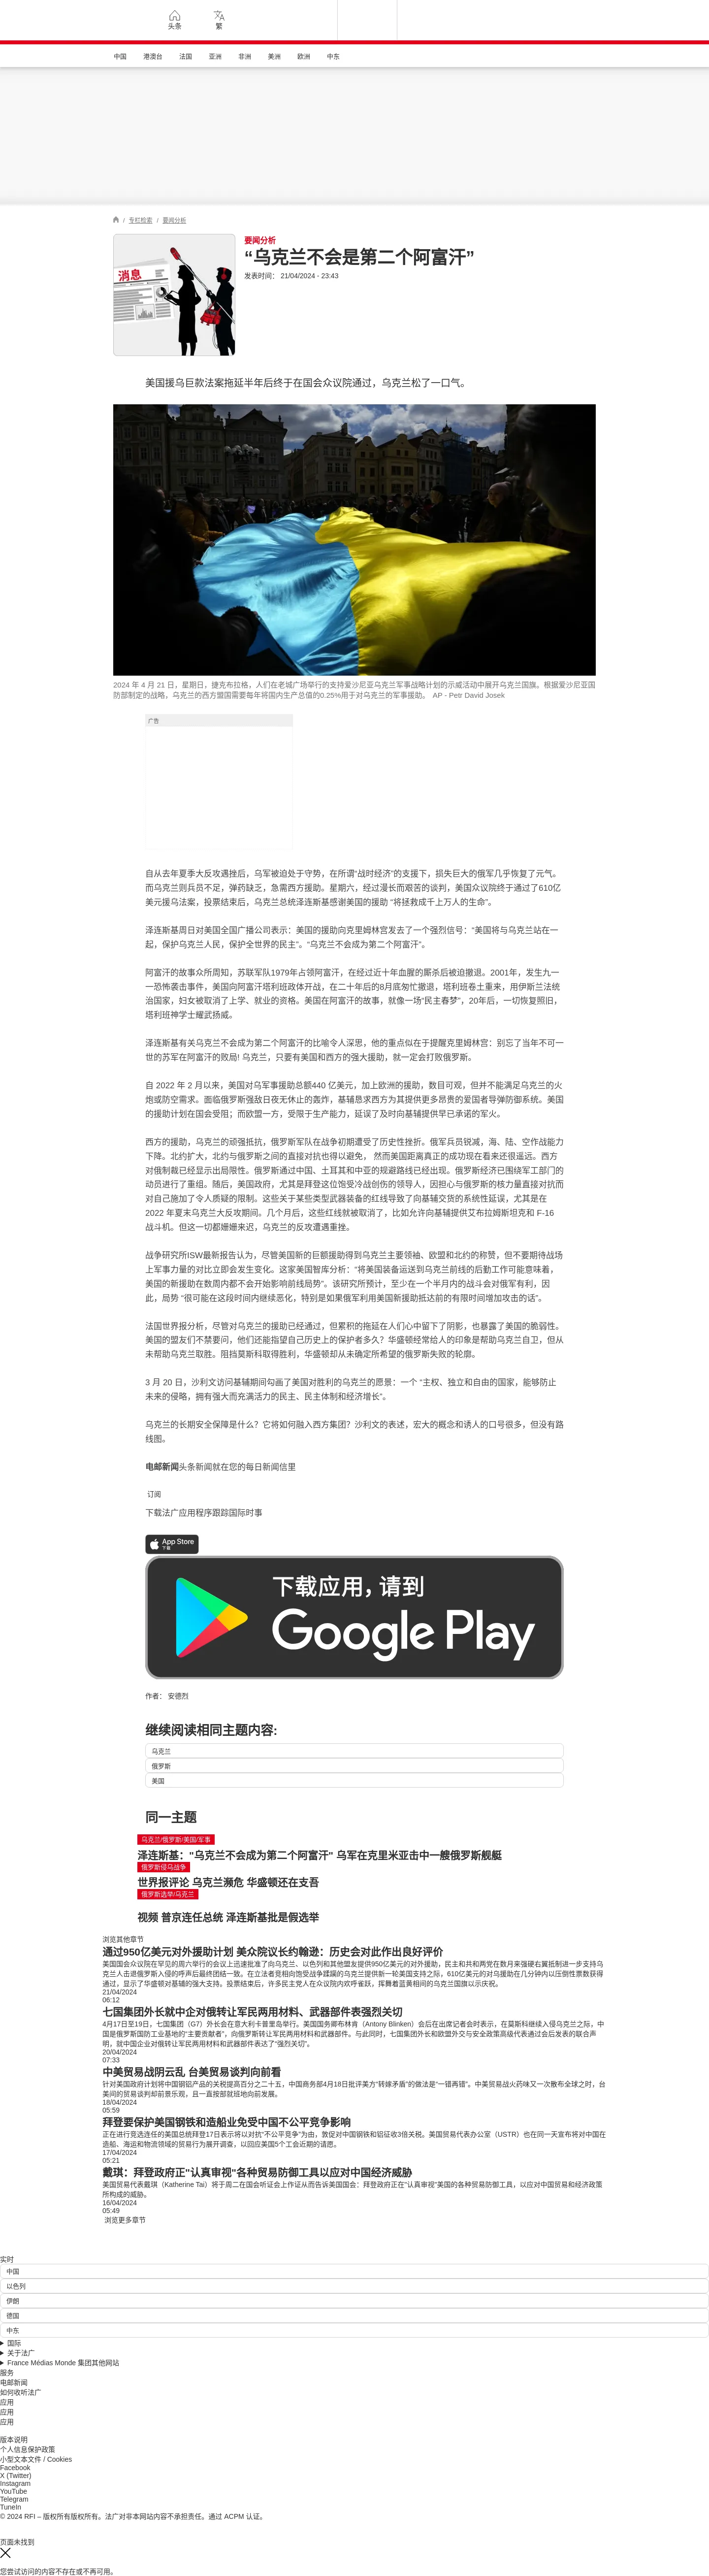 头条
繁
中国 港澳台 法国 亚洲 非洲 美洲 欧洲 中东
/ 专栏检索 / 要闻分析
消息
要闻分析
“乌克兰不会是第二个阿富汗”
发表时间： 21/04/2024 - 23:43
美国援乌巨款法案拖延半年后终于在国会众议院通过，乌克兰松了一口气。
2024 年 4 月 21 日，星期日，捷克布拉格，人们在老城广场举行的支持爱沙尼亚乌克兰军事战略计划的示威活动中展开乌克兰国旗。根据爱沙尼亚国
防部制定的战略，乌克兰的西方盟国需要每年将国内生产总值的0.25%用于对乌克兰的军事援助。 AP - Petr David Josek
广告
自从去年夏季大反攻遇挫后，乌军被迫处于守势，在所谓“战时经济”的支援下，损失巨大的俄军几乎恢复了元气。
而乌克兰则兵员不足，弹药缺乏，急需西方援助。星期六，经过漫长而艰苦的谈判，美国众议院终于通过了610亿
美元援乌法案，投票结束后，乌克兰总统泽连斯基感谢美国的援助 “将拯救成千上万人的生命”。
泽连斯基周日对美国全国广播公司表示：美国的援助向克里姆林宫发去了一个强烈信号：“美国将与乌克兰站在一
起，保护乌克兰人民，保护全世界的民主”。“乌克兰不会成为第二个阿富汗”。
阿富汗的故事众所周知，苏联军队1979年占领阿富汗，在经过近十年血腥的厮杀后被迫撤退。2001年，发生九一
一恐怖袭击事件，美国向阿富汗塔利班政体开战，在二十年后的8月底匆忙撤退，塔利班卷土重来，用伊斯兰法统
治国家，妇女被取消了上学、就业的资格。美国在阿富汗的故事，就像一场“民主春梦”，20年后，一切恢复照旧，
塔利班神学士耀武扬威。
泽连斯基有关乌克兰不会成为第二个阿富汗的比喻令人深思，他的重点似在于提醒克里姆林宫：别忘了当年不可一
世的苏军在阿富汗的败局! 乌克兰，只要有美国和西方的强大援助，就一定会打败俄罗斯。
自 2022 年 2 月以来，美国对乌军事援助总额440 亿美元，加上欧洲的援助，数目可观，但并不能满足乌克兰的火
炮或防空需求。面临俄罗斯强敌日夜无休止的轰炸，基辅恳求西方为其提供更多昂贵的爱国者导弹防御系统。美国
的援助计划在国会受阻；而欧盟一方，受限于生产能力，延误了及时向基辅提供早已承诺的军火。
西方的援助，乌克兰的顽强抵抗，俄罗斯军队在战争初期遭受了历史性挫折。俄军兵员锐减，海、陆、空作战能力
下降。北约扩大，北约与俄罗斯之间的直接对抗也得以避免， 然而美国距离真正的成功现在看来还很遥远。西方
对俄制裁已经显示出局限性。俄罗斯通过中国、土耳其和中亚的规避路线已经出现。俄罗斯经济已围绕军工部门的
动员进行了重组。随后，美国政府，尤其是拜登这位饱受冷战创伤的领导人，因担心与俄罗斯的核力量直接对抗而
对自己施加了令人质疑的限制。这些关于某些类型武器装备的红线导致了向基辅交货的系统性延误，尤其是在
2022 年夏末乌克兰大反攻期间。几个月后，这些红线就被取消了，比如允许向基辅提供艾布拉姆斯坦克和 F-16
战斗机。但这一切都姗姗来迟，乌克兰的反攻遭遇重挫。
战争研究所ISW最新报告认为，尽管美国新的巨额援助得到乌克兰主要领袖、欧盟和北约的称赞，但不要期待战场
上军事力量的对比立即会发生变化。这家美国智库分析：“将美国装备运送到乌克兰前线的后勤工作可能意味着，
美国的新援助在数周内都不会开始影响前线局势”。该研究所预计，至少在一个半月内的战斗会对俄军有利，因
此，局势 “很可能在这段时间内继续恶化，特别是如果俄军利用美国新援助抵达前的有限时间增加攻击的话”。
法国世界报分析，尽管对乌克兰的援助已经通过，但累积的拖延在人们心中留下了阴影，也暴露了美国的脆弱性。
美国的盟友们不禁要问，他们还能指望自己历史上的保护者多久？华盛顿经常给人的印象是帮助乌克兰自卫，但从
未帮助乌克兰取胜。阻挡莫斯科取得胜利，华盛顿却从未确定所希望的俄罗斯失败的轮廓。
3 月 20 日，沙利文访问基辅期间勾画了美国对胜利的乌克兰的愿景：一个 “主权、独立和自由的国家，能够防止
未来的侵略，拥有强大而充满活力的民主、民主体制和经济增长”。
乌克兰的长期安全保障是什么？它将如何融入西方集团？沙利文的表述，宏大的概念和诱人的口号很多，但没有路
线图。
电邮新闻头条新闻就在您的每日新闻信里
订阅
下载法广应用程序跟踪国际时事
App Store
下载
下载应用，请到
Google Play
作者： 安德烈
继续阅读相同主题内容:
乌克兰
俄罗斯
美国
同一主题
乌克兰/俄罗斯/美国/军事
泽连斯基："乌克兰不会成为第二个阿富汗" 乌军在克里米亚击中一艘俄罗斯舰艇
俄罗斯侵乌战争
世界报评论 乌克兰濒危 华盛顿还在支吾
俄罗斯选举/乌克兰
视频 普京连任总统 泽连斯基批是假选举
浏览其他章节
通过950亿美元对外援助计划 美众院议长约翰逊：历史会对此作出良好评价
美国国会众议院在罕见的周六举行的会议上迅速批准了向乌克兰、以色列和其他盟友提供950亿美元的对外援助，民主和共和两党在数月来强硬右翼抵制进一步支持乌
克兰人击退俄罗斯入侵的呼声后最终团结一致。在立法者竞相向饱受战争蹂躏的乌克兰提供新一轮美国支持之际，610亿美元的对乌援助在几分钟内以压倒性票数获得
通过，显示了华盛顿对基辅的强大支持。投票结束后，许多民主党人在众议院内欢呼雀跃，挥舞着蓝黄相间的乌克兰国旗以示庆祝。
21/04/2024
06:12
七国集团外长就中企对俄转让军民两用材料、武器部件表强烈关切
4月17日至19日，七国集团（G7）外长会在意大利卡普里岛举行。美国国务卿布林肯（Antony Blinken）会后在出席记者会时表示，在莫斯科继续入侵乌克兰之际，中
国是俄罗斯国防工业基地的“主要贡献者”，向俄罗斯转让军民两用材料和武器部件。与此同时，七国集团外长和欧盟外交与安全政策高级代表通过会后发表的联合声
明，就中国企业对俄转让军民两用材料和武器部件表达了“强烈关切”。
20/04/2024
07:33
中美贸易战阴云乱 台美贸易谈判向前看
针对美国政府计划将中国钢铝产品的关税提高百分之二十五，中国商务部4月18日批评美方“转嫁矛盾”的做法是“一错再错”。中美贸易战火药味又一次散布全球之时，台
美间的贸易谈判却前景乐观，且一直按部就班地向前发展。
18/04/2024
05:59
拜登要保护美国钢铁和造船业免受中国不公平竞争影响
正在进行竞选连任的美国总统拜登17日表示将以对抗“不公平竞争”为由，敦促对中国钢铁和铝征收3倍关税。美国贸易代表办公室（USTR）也在同一天宣布将对中国在
造船、海运和物流领域的贸易行为展开调查，以回应美国5个工会近期的请愿。
17/04/2024
05:21
戴琪：拜登政府正"认真审视"各种贸易防御工具以应对中国经济威胁
美国贸易代表戴琪（Katherine Tai）将于周二在国会听证会上作证从而告诉美国国会：拜登政府正在"认真审视"美国的各种贸易防御工具，以应对中国贸易和经济政策
所构成的威胁。
16/04/2024
05:49
浏览更多章节
实时
中国
以色列
伊朗
德国
中东
国际
关于法广
France Médias Monde 集团其他网站
服务
电邮新闻
如何收听法广
应用
应用
应用
版本说明
个人信息保护政策
小型文本文件 / Cookies
Facebook
X (Twitter)
Instagram
YouTube
Telegram
TuneIn
© 2024 RFI – 版权所有版权所有。法广对非本网站内容不承担责任。通过 ACPM 认证。
页面未找到
您尝试访问的内容不存在或不再可用。